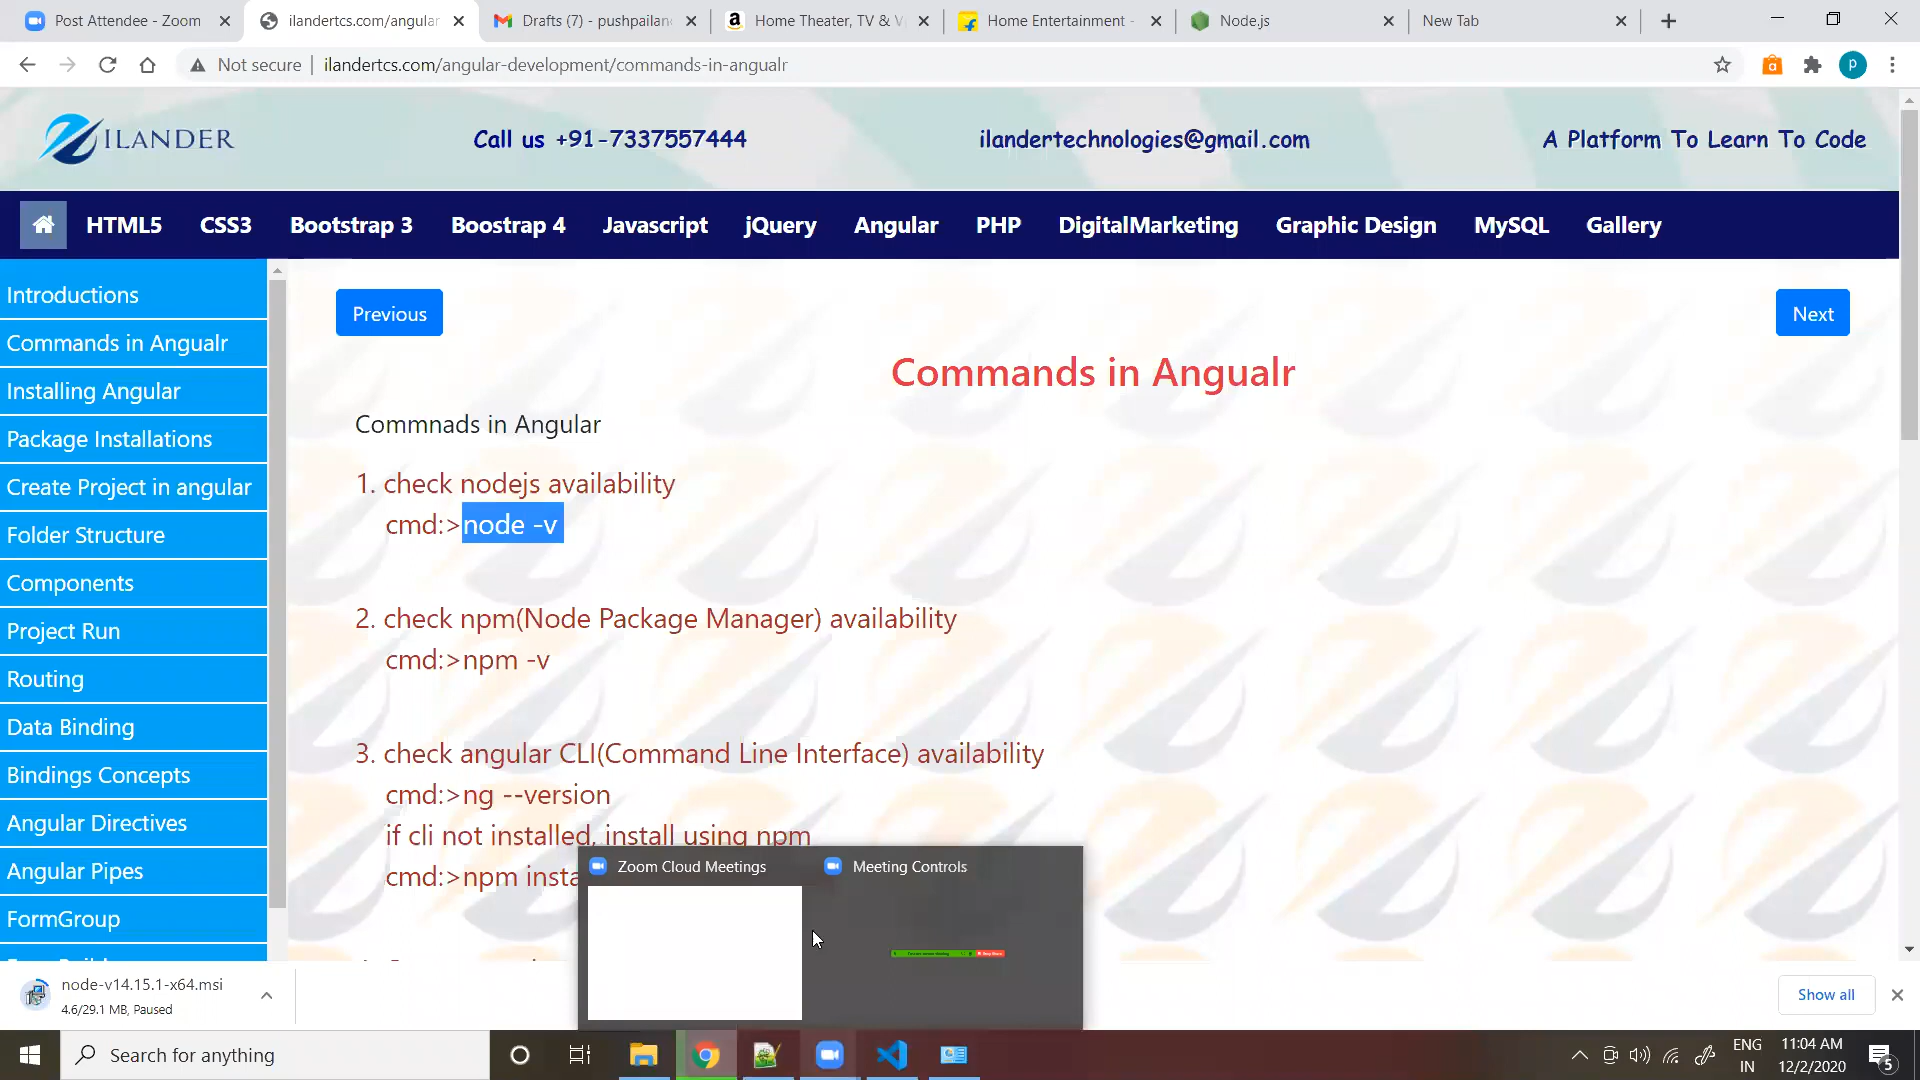 Post Attendee - Zoom
ilandertcs.com/angular
Drafts (7) - pushpailand
Home Theater, TV & V
Home Entertainment -
Node.js
New Tab
Not secure
ilandertcs.com/angular-development/commands-in-angualr
a
P
ILANDER
Call us +91-7337557444
ilandertechnologies@gmail.com
A Platform To Learn To Code
HTML5 CSS3 Bootstrap 3 Boostrap 4 Javascript jQuery Angular PHP DigitalMarketing Graphic Design MySQL Gallery
Introductions
Commands in Angualr
Installing Angular
Package Installations
Create Project in angular
Folder Structure
Components
Project Run
Routing
Data Binding
Bindings Concepts
Angular Directives
Angular Pipes
FormGroup
Previous
Next
Commands in Angualr
Commnads in Angular
1. check nodejs availability
cmd:>node -v
2. check npm(Node Package Manager) availability
cmd:>npm -v
3. check angular CLI(Command Line Interface) availability
cmd:>ng --version
if cli not installed, install using npm
cmd:>npm insta
Zoom Cloud Meetings
Meeting Controls
node-v14.15.1-x64.msi
4.6/29.1 MB, Paused
Show all
Search for anything
ENG
IN
11:04 AM
12/2/2020
5